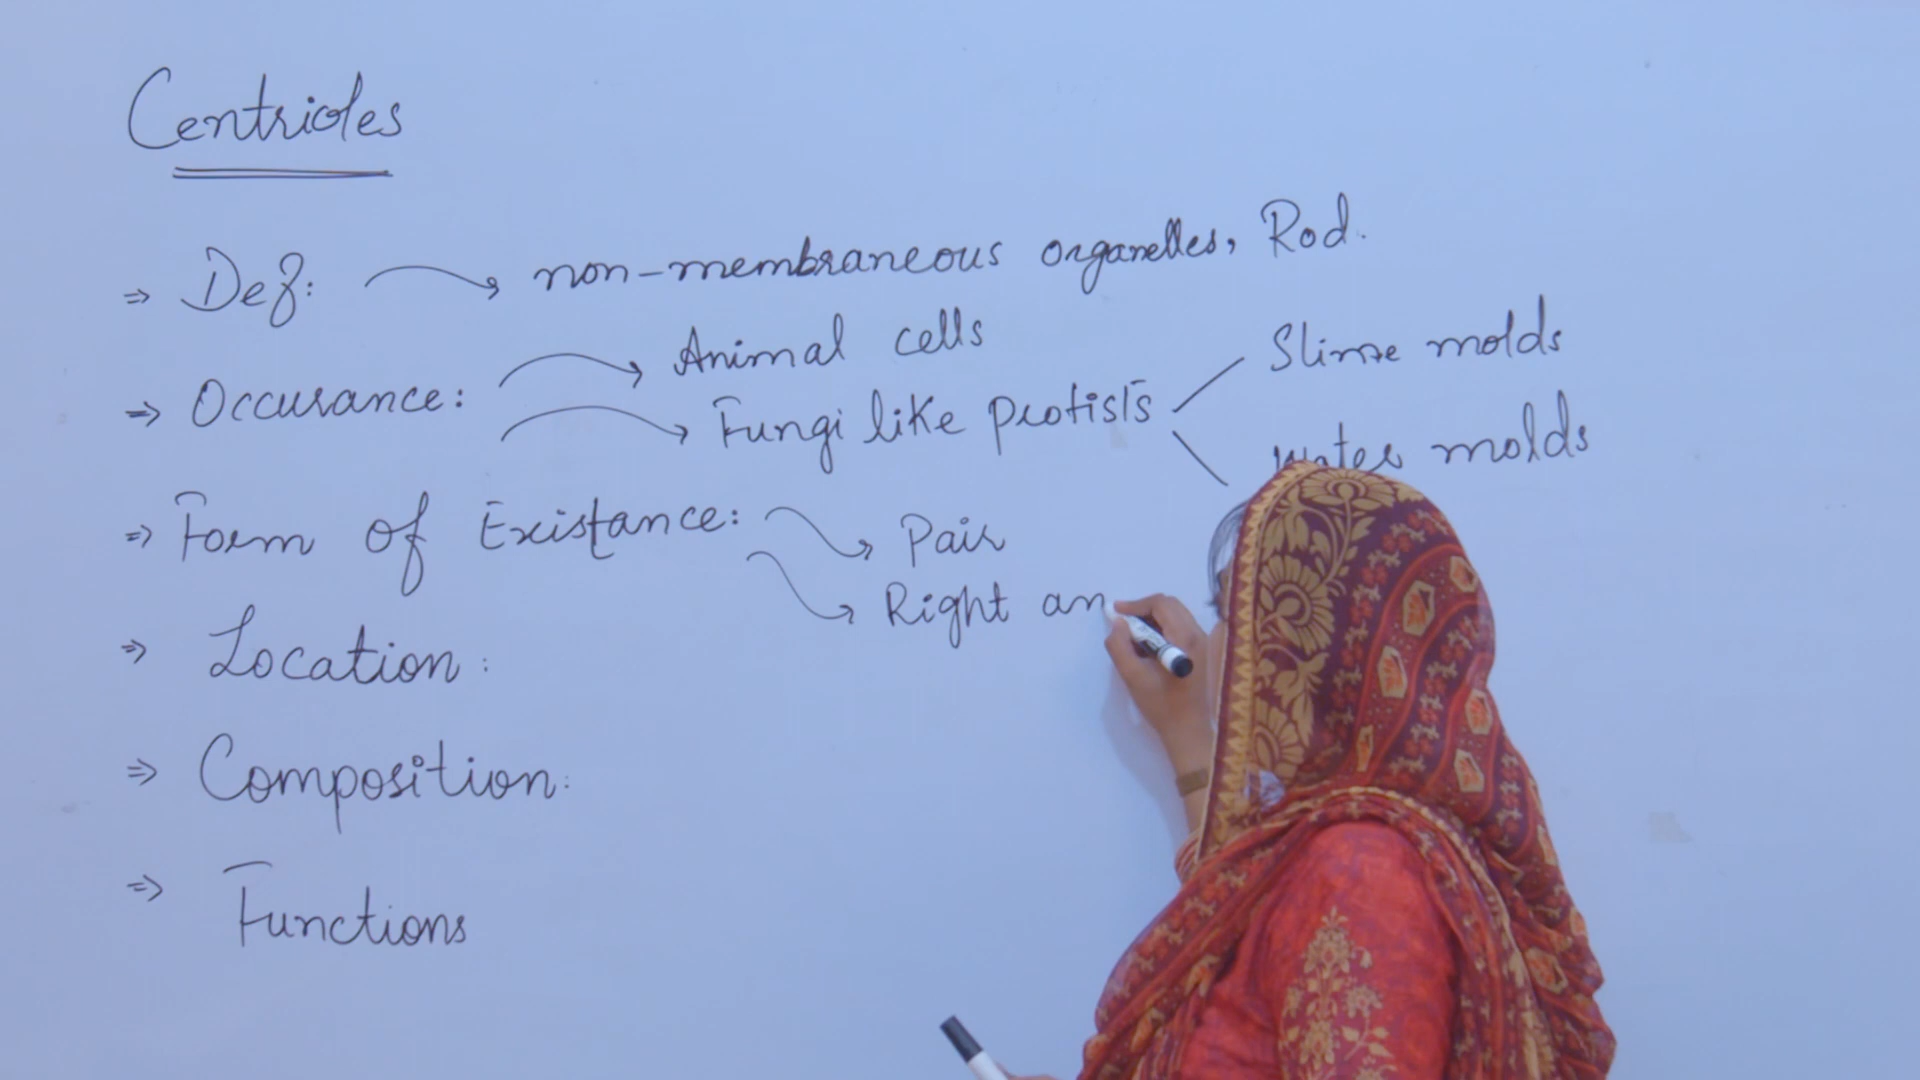 Centrioles
⇒ Def: → non-membraneous organelles, Rod.
⇒ Occurance: → Animal cells
→ Fungi like protists
Slime molds
Water molds
⇒ Form of Existance: → Pair
→ Right an
⇒ Location:
⇒ Composition:
⇒ Functions